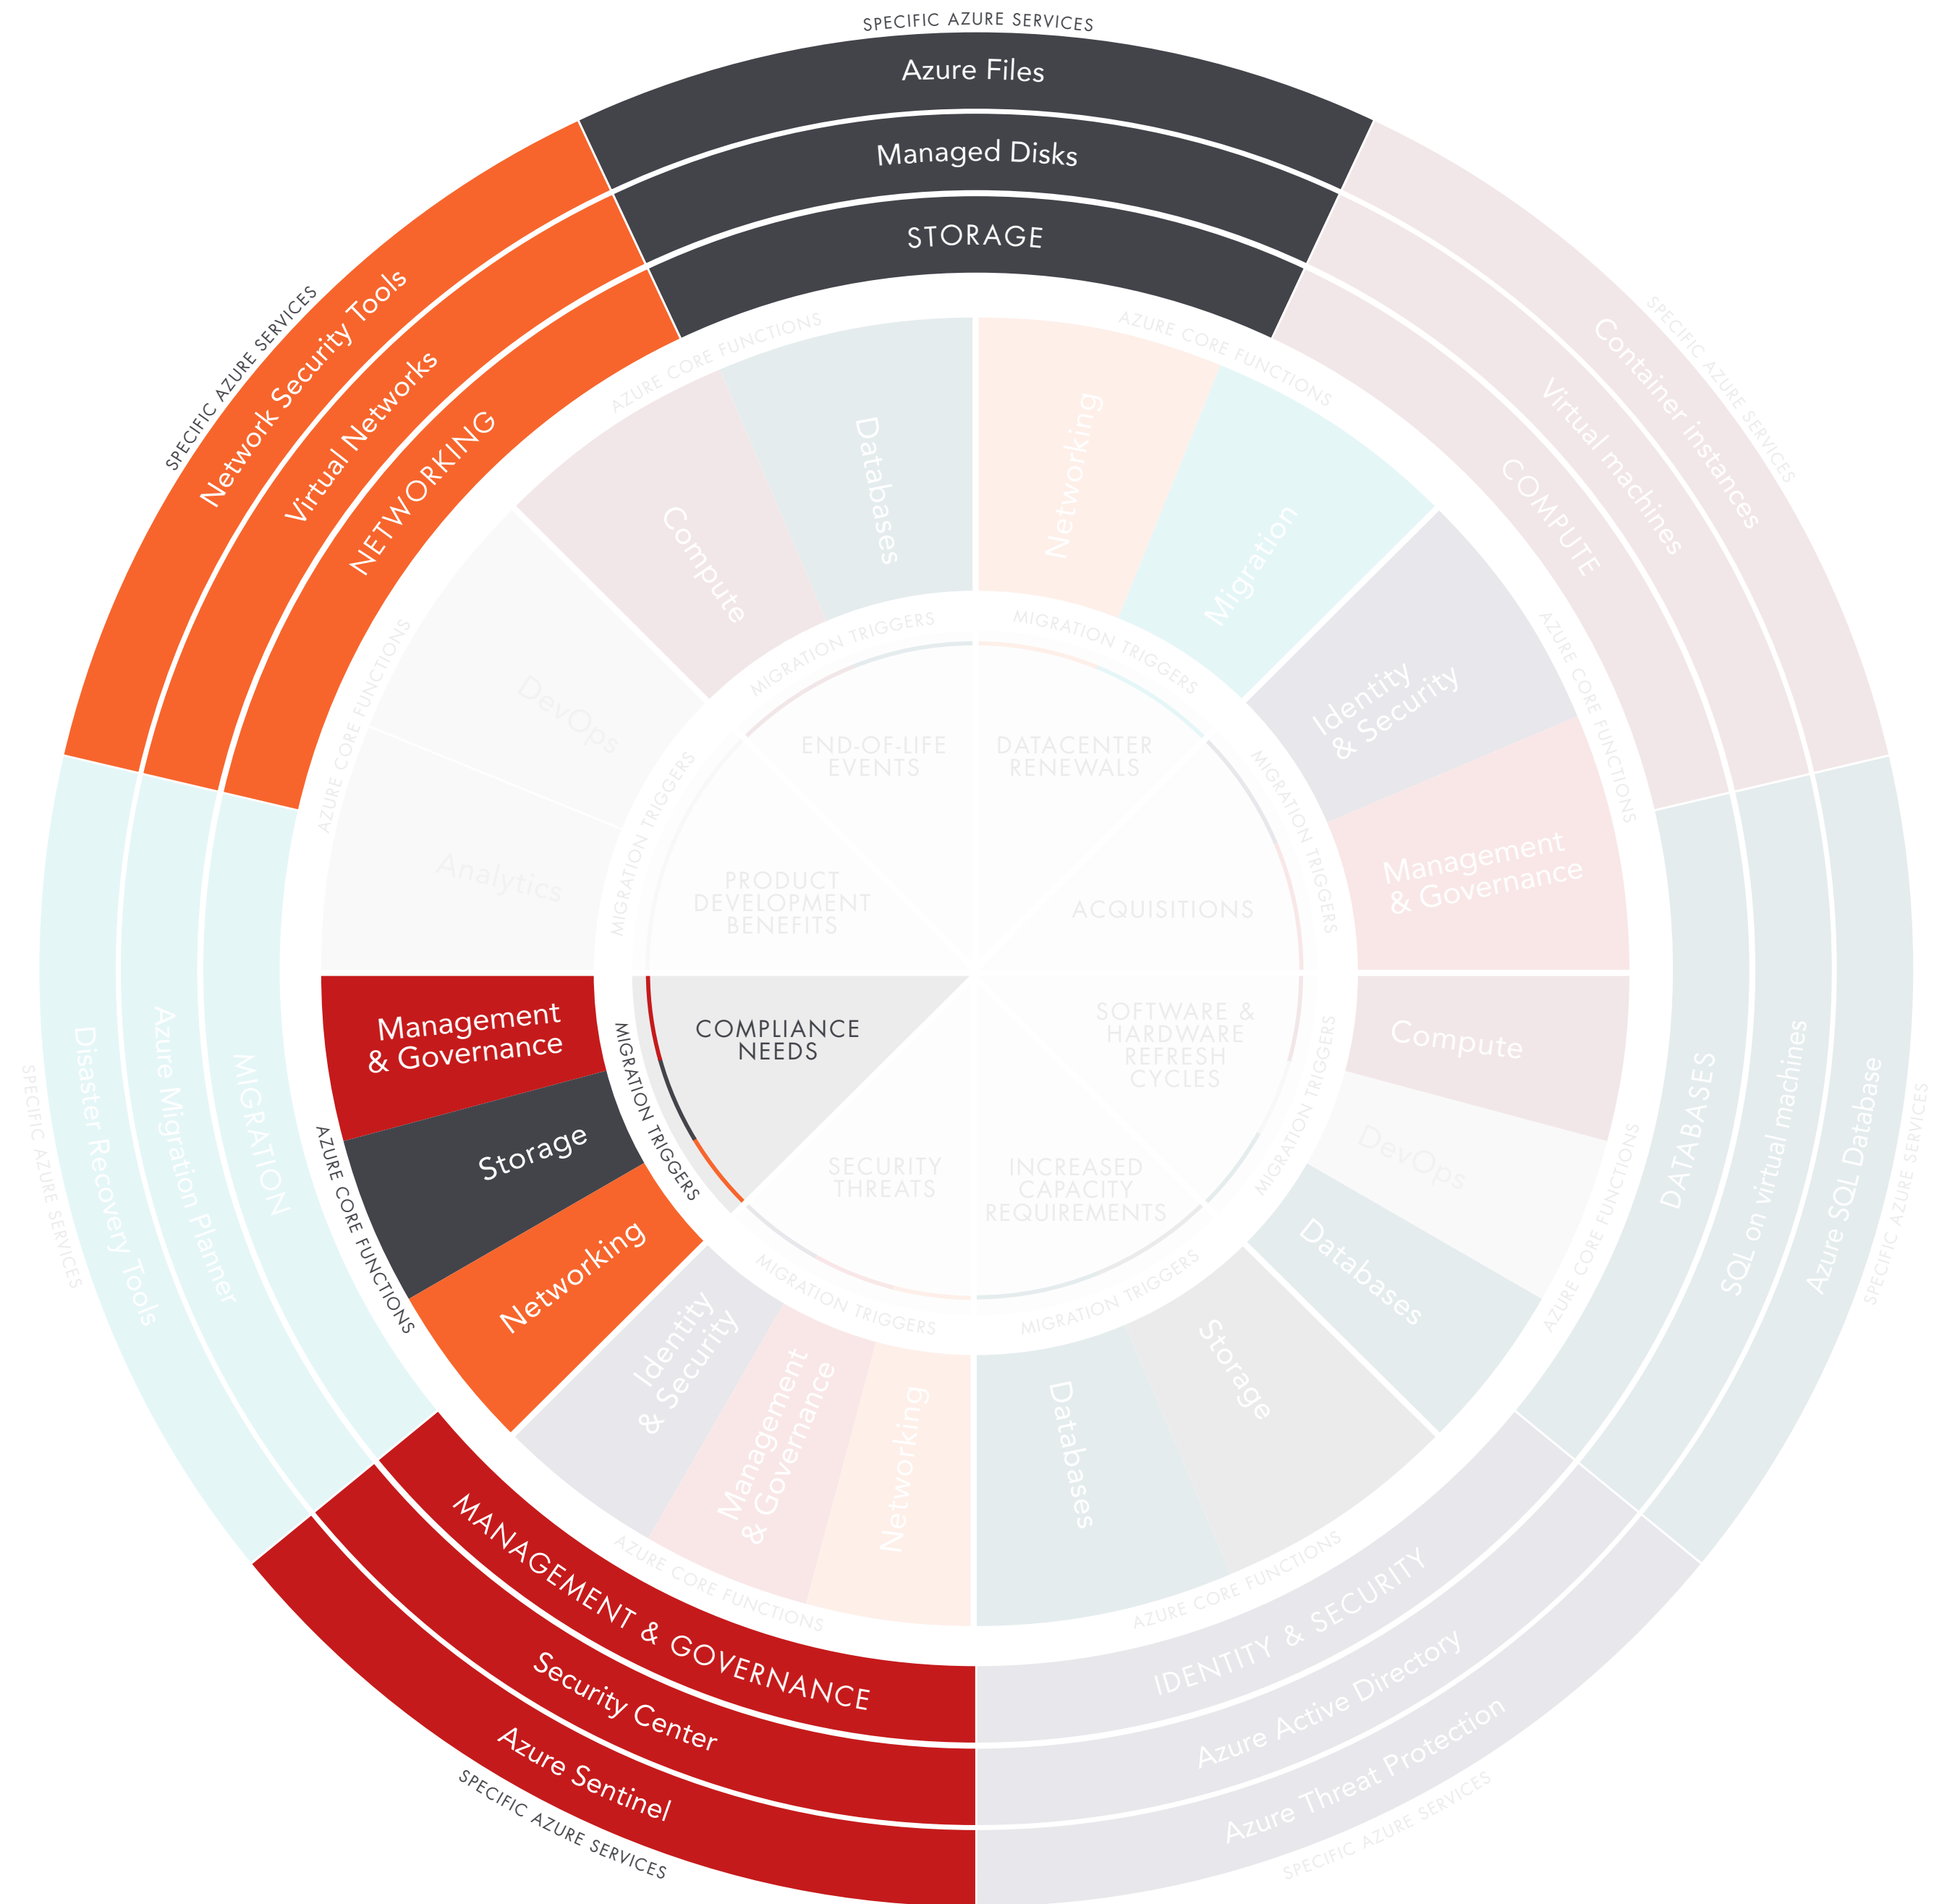 SPECIFIC AZURE SERVICES
Azure Files
Managed Disks
STORAGE
SPECIFIC AZURE SERVICES
Container instances
Virtual machines
COMPUTE
SPECIFIC AZURE SERVICES
Azure SQL Database
SQL on virtual machines
DATABASES
SPECIFIC AZURE SERVICES
Azure Threat Protection
Azure Active Directory
IDENTITY & SECURITY
MANAGEMENT & GOVERNANCE
Security Center
Azure Sentinel
SPECIFIC AZURE SERVICES
SPECIFIC AZURE SERVICES
Disaster Recovery Tools
Azure Migration Planner
MIGRATION
SPECIFIC AZURE SERVICES
Network Security Tools
Virtual Networks
NETWORKING
AZURE CORE FUNCTIONS
Networking
Migration
MIGRATION TRIGGERS
DATACENTER
RENEWALS
AZURE CORE FUNCTIONS
Identity
& Security
Management
& Governance
MIGRATION TRIGGERS
ACQUISITIONS
AZURE CORE FUNCTIONS
Compute
DevOps
Databases
MIGRATION TRIGGERS
SOFTWARE &
HARDWARE
REFRESH
CYCLES
AZURE CORE FUNCTIONS
Storage
Databases
MIGRATION TRIGGERS
INCREASED
CAPACITY
REQUIREMENTS
AZURE CORE FUNCTIONS
Networking
Management
& Governance
Identity
& Security
MIGRATION TRIGGERS
SECURITY
THREATS
AZURE CORE FUNCTIONS
Networking
Storage
Management
& Governance
MIGRATION TRIGGERS
COMPLIANCE
NEEDS
AZURE CORE FUNCTIONS
Analytics
DevOps
MIGRATION TRIGGERS
PRODUCT
DEVELOPMENT
BENEFITS
AZURE CORE FUNCTIONS
Compute
Databases
MIGRATION TRIGGERS
END-OF-LIFE
EVENTS